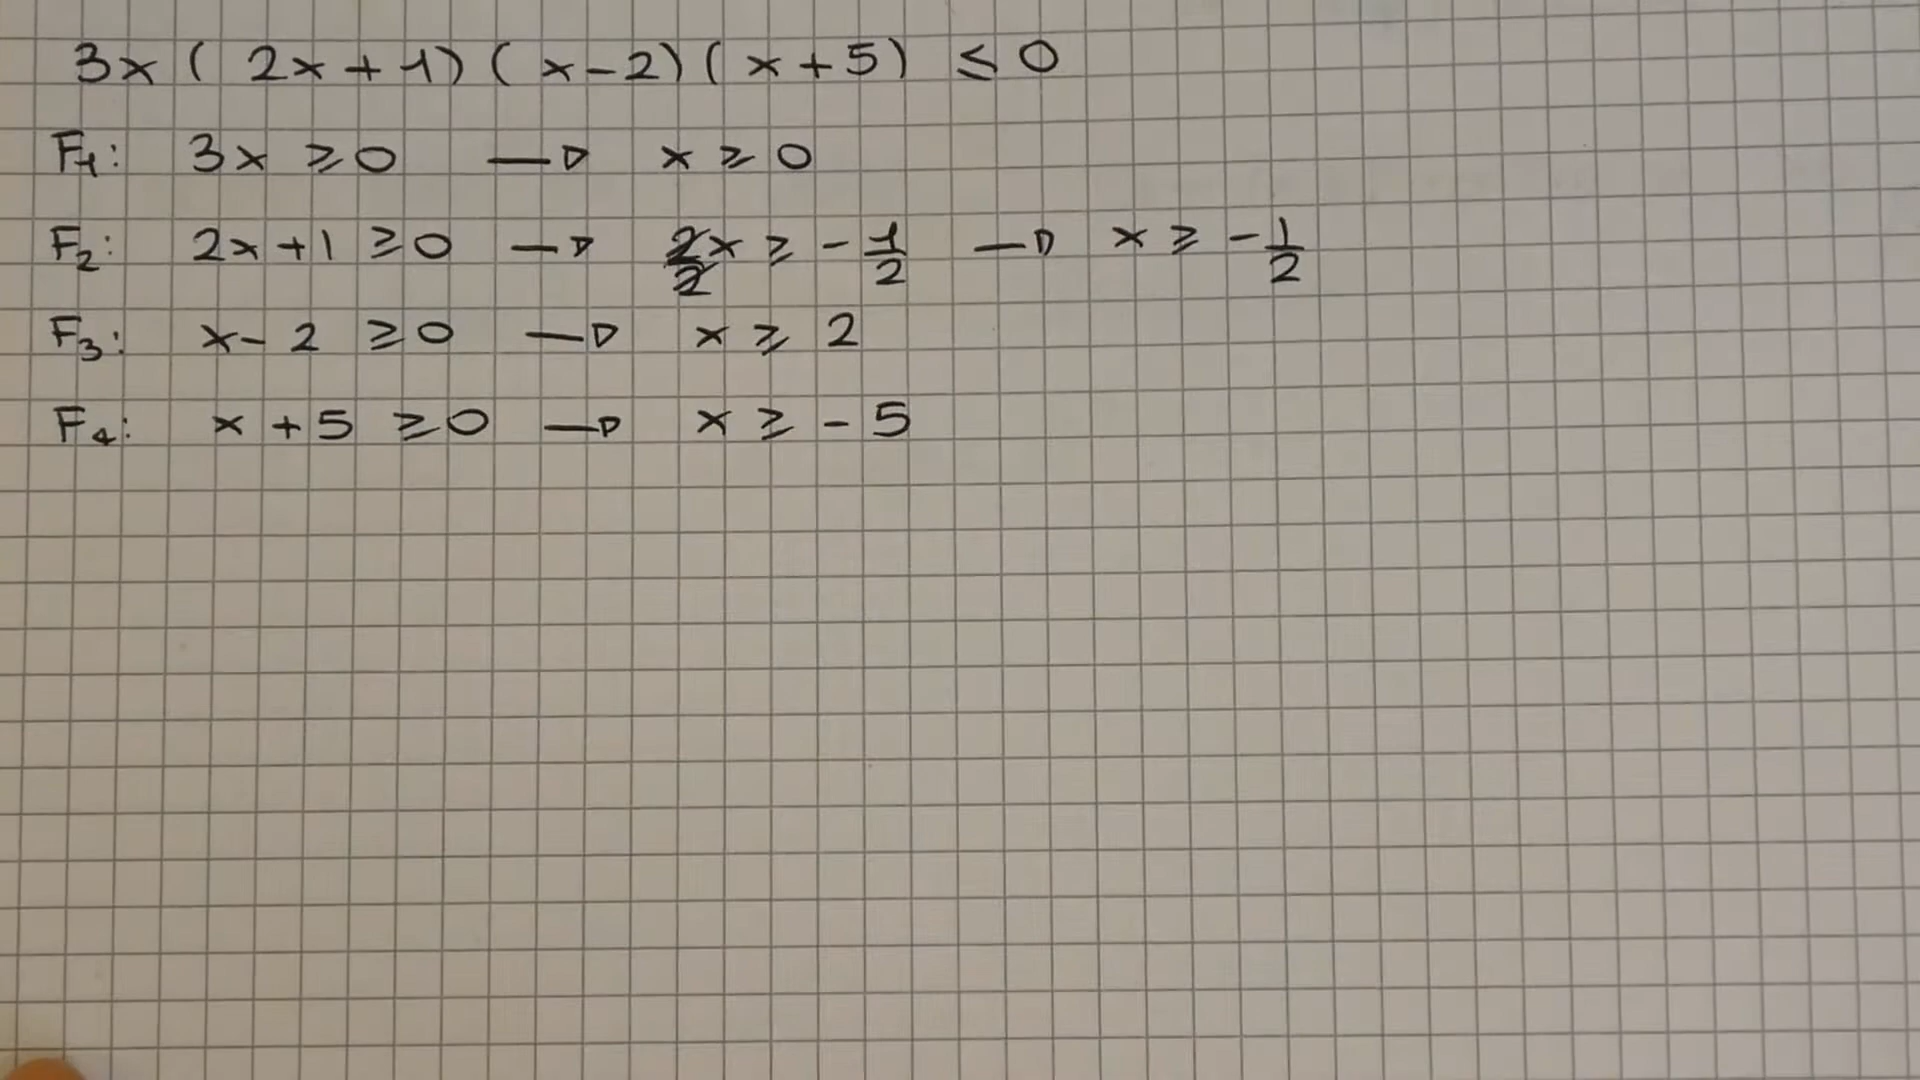 3x ( 2x + 1) ( x - 2) ( x + 5) ≤ 0
F1: 3x ≥ 0 —▷ x ≥ 0
F2: 2x + 1 ≥ 0 —▷ 2/2 x ≥ - 1/2 —▷ x ≥ - 1/2
F3: x - 2 ≥ 0 —▷ x ≥ 2
F4: x + 5 ≥ 0 —▷ x ≥ - 5